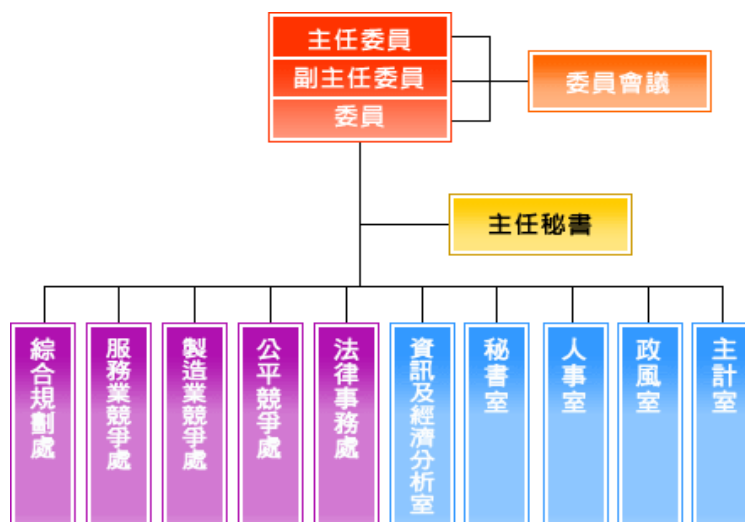 主任委員
副主任委員
委員
委員會議
主任秘書
綜合規劃處
服務業競爭處
製造業競爭處
公平競爭處
法律事務處
資訊及經濟分析室
秘書室
人事室
政風室
主計室